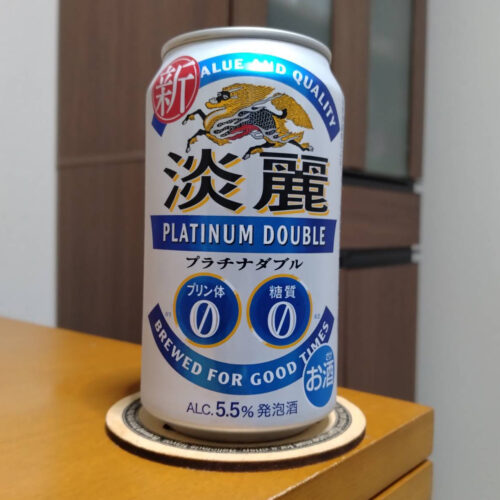 新
VALUE AND QUALITY
淡麗
PLATINUM DOUBLE
プラチナダブル
プリン体
0
糖質
0
BREWED FOR GOOD TIMES
お酒
ALC.5.5%発泡酒